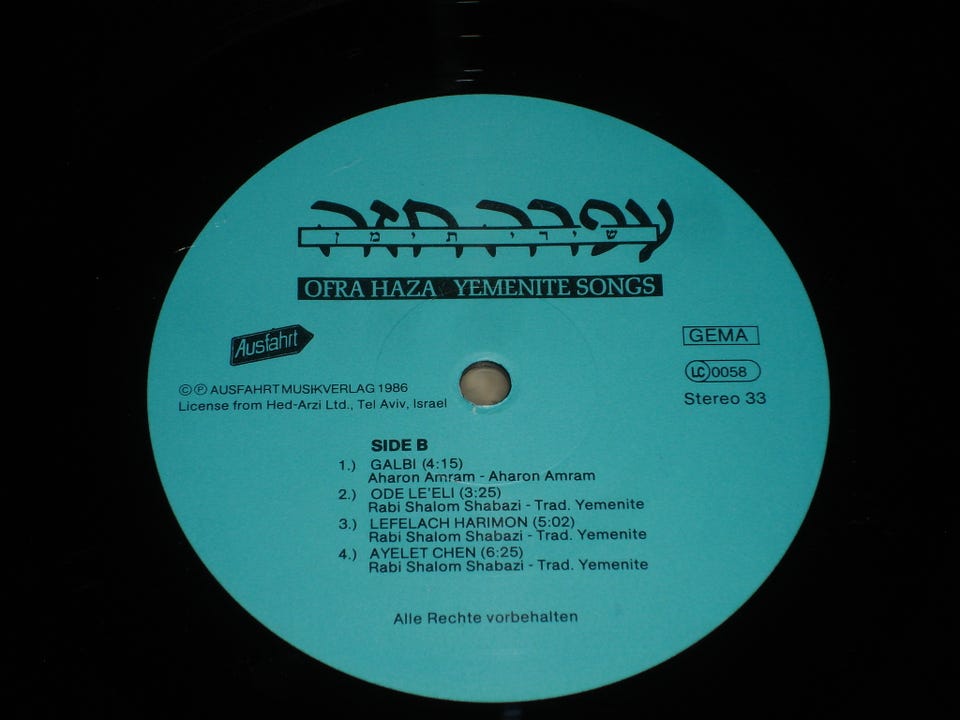 עפרה חזה
שירי תימן
OFRA HAZA YEMENITE SONGS
Ausfahrt
GEMA
LC 0058
Stereo 33
© ℗ AUSFAHRT MUSIKVERLAG 1986
License from Hed-Arzi Ltd., Tel Aviv, Israel
SIDE B
1.) GALBI (4:15)
Aharon Amram - Aharon Amram
2.) ODE LE'ELI (3:25)
Rabi Shalom Shabazi - Trad. Yemenite
3.) LEFELACH HARIMON (5:02)
Rabi Shalom Shabazi - Trad. Yemenite
4.) AYELET CHEN (6:25)
Rabi Shalom Shabazi - Trad. Yemenite
Alle Rechte vorbehalten